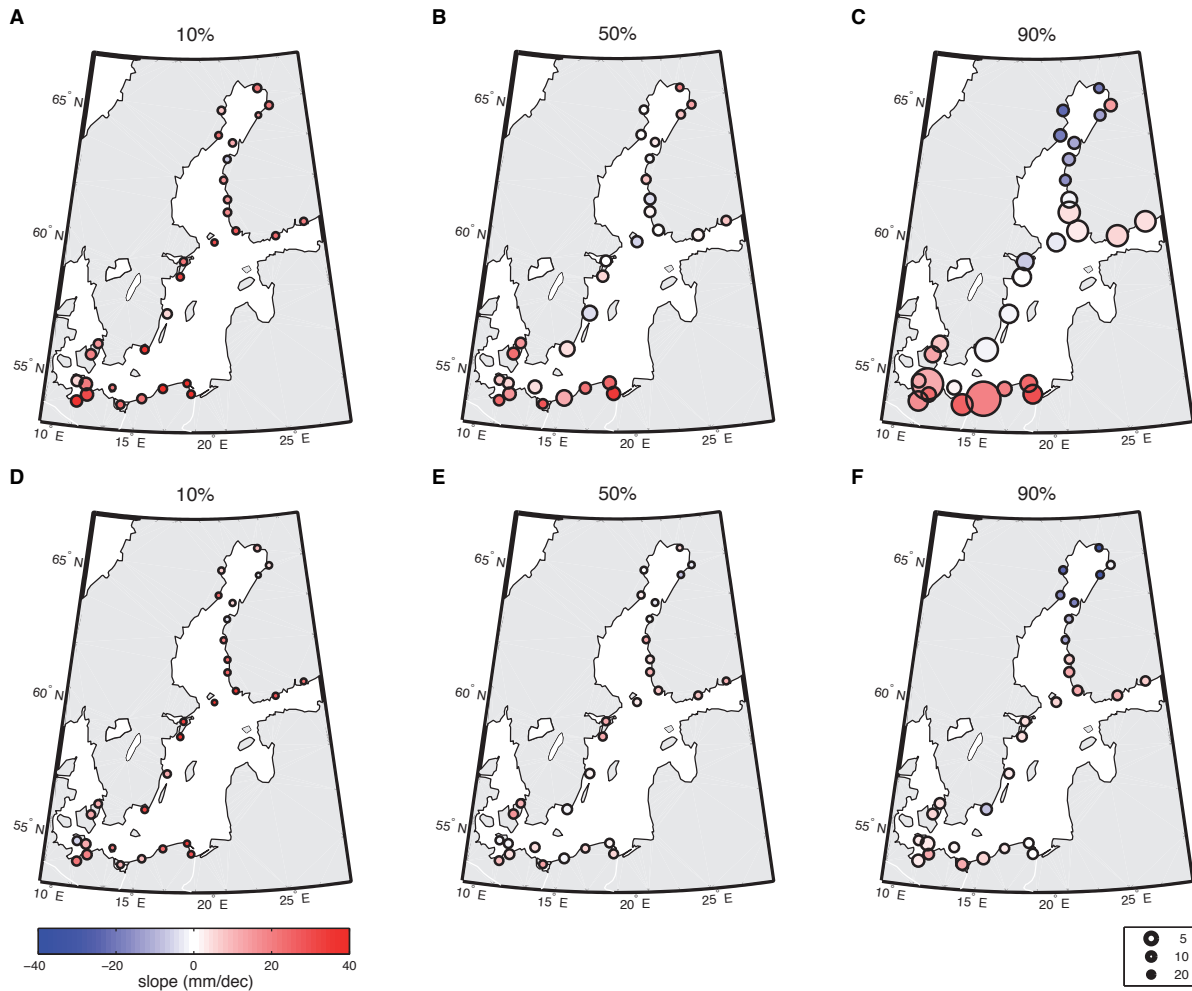 A B C
10% 50% 90%
65° N 65° N 65° N
60° N 60° N 60° N
55° N 55° N 55° N
10° E 15° E 20° E 25° E 10° E 15° E 20° E 25° E 10° E 15° E 20° E 25° E
D E F
10% 50% 90%
65° N 65° N 65° N
60° N 60° N 60° N
55° N 55° N 55° N
10° E 15° E 20° E 25° E 10° E 15° E 20° E 25° E 10° E 15° E 20° E 25° E
−40 −20 0 20 40
slope (mm/dec)
5
10
20